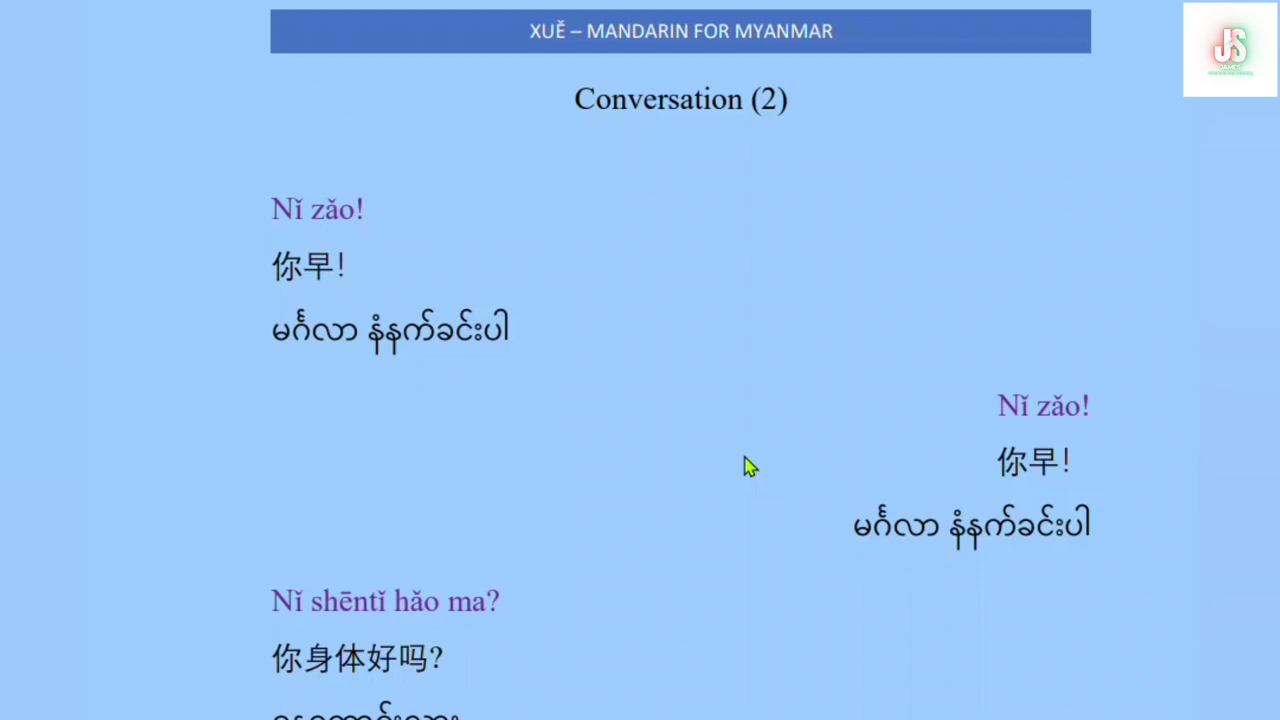 XUĚ – MANDARIN FOR MYANMAR
JS
Conversation (2)
Nǐ zǎo!
你早!
မင်္ဂလာ နံနက်ခင်းပါ
Nǐ zǎo!
你早!
မင်္ဂလာ နံနက်ခင်းပါ
Nǐ shēntǐ hǎo ma?
你身体好吗?